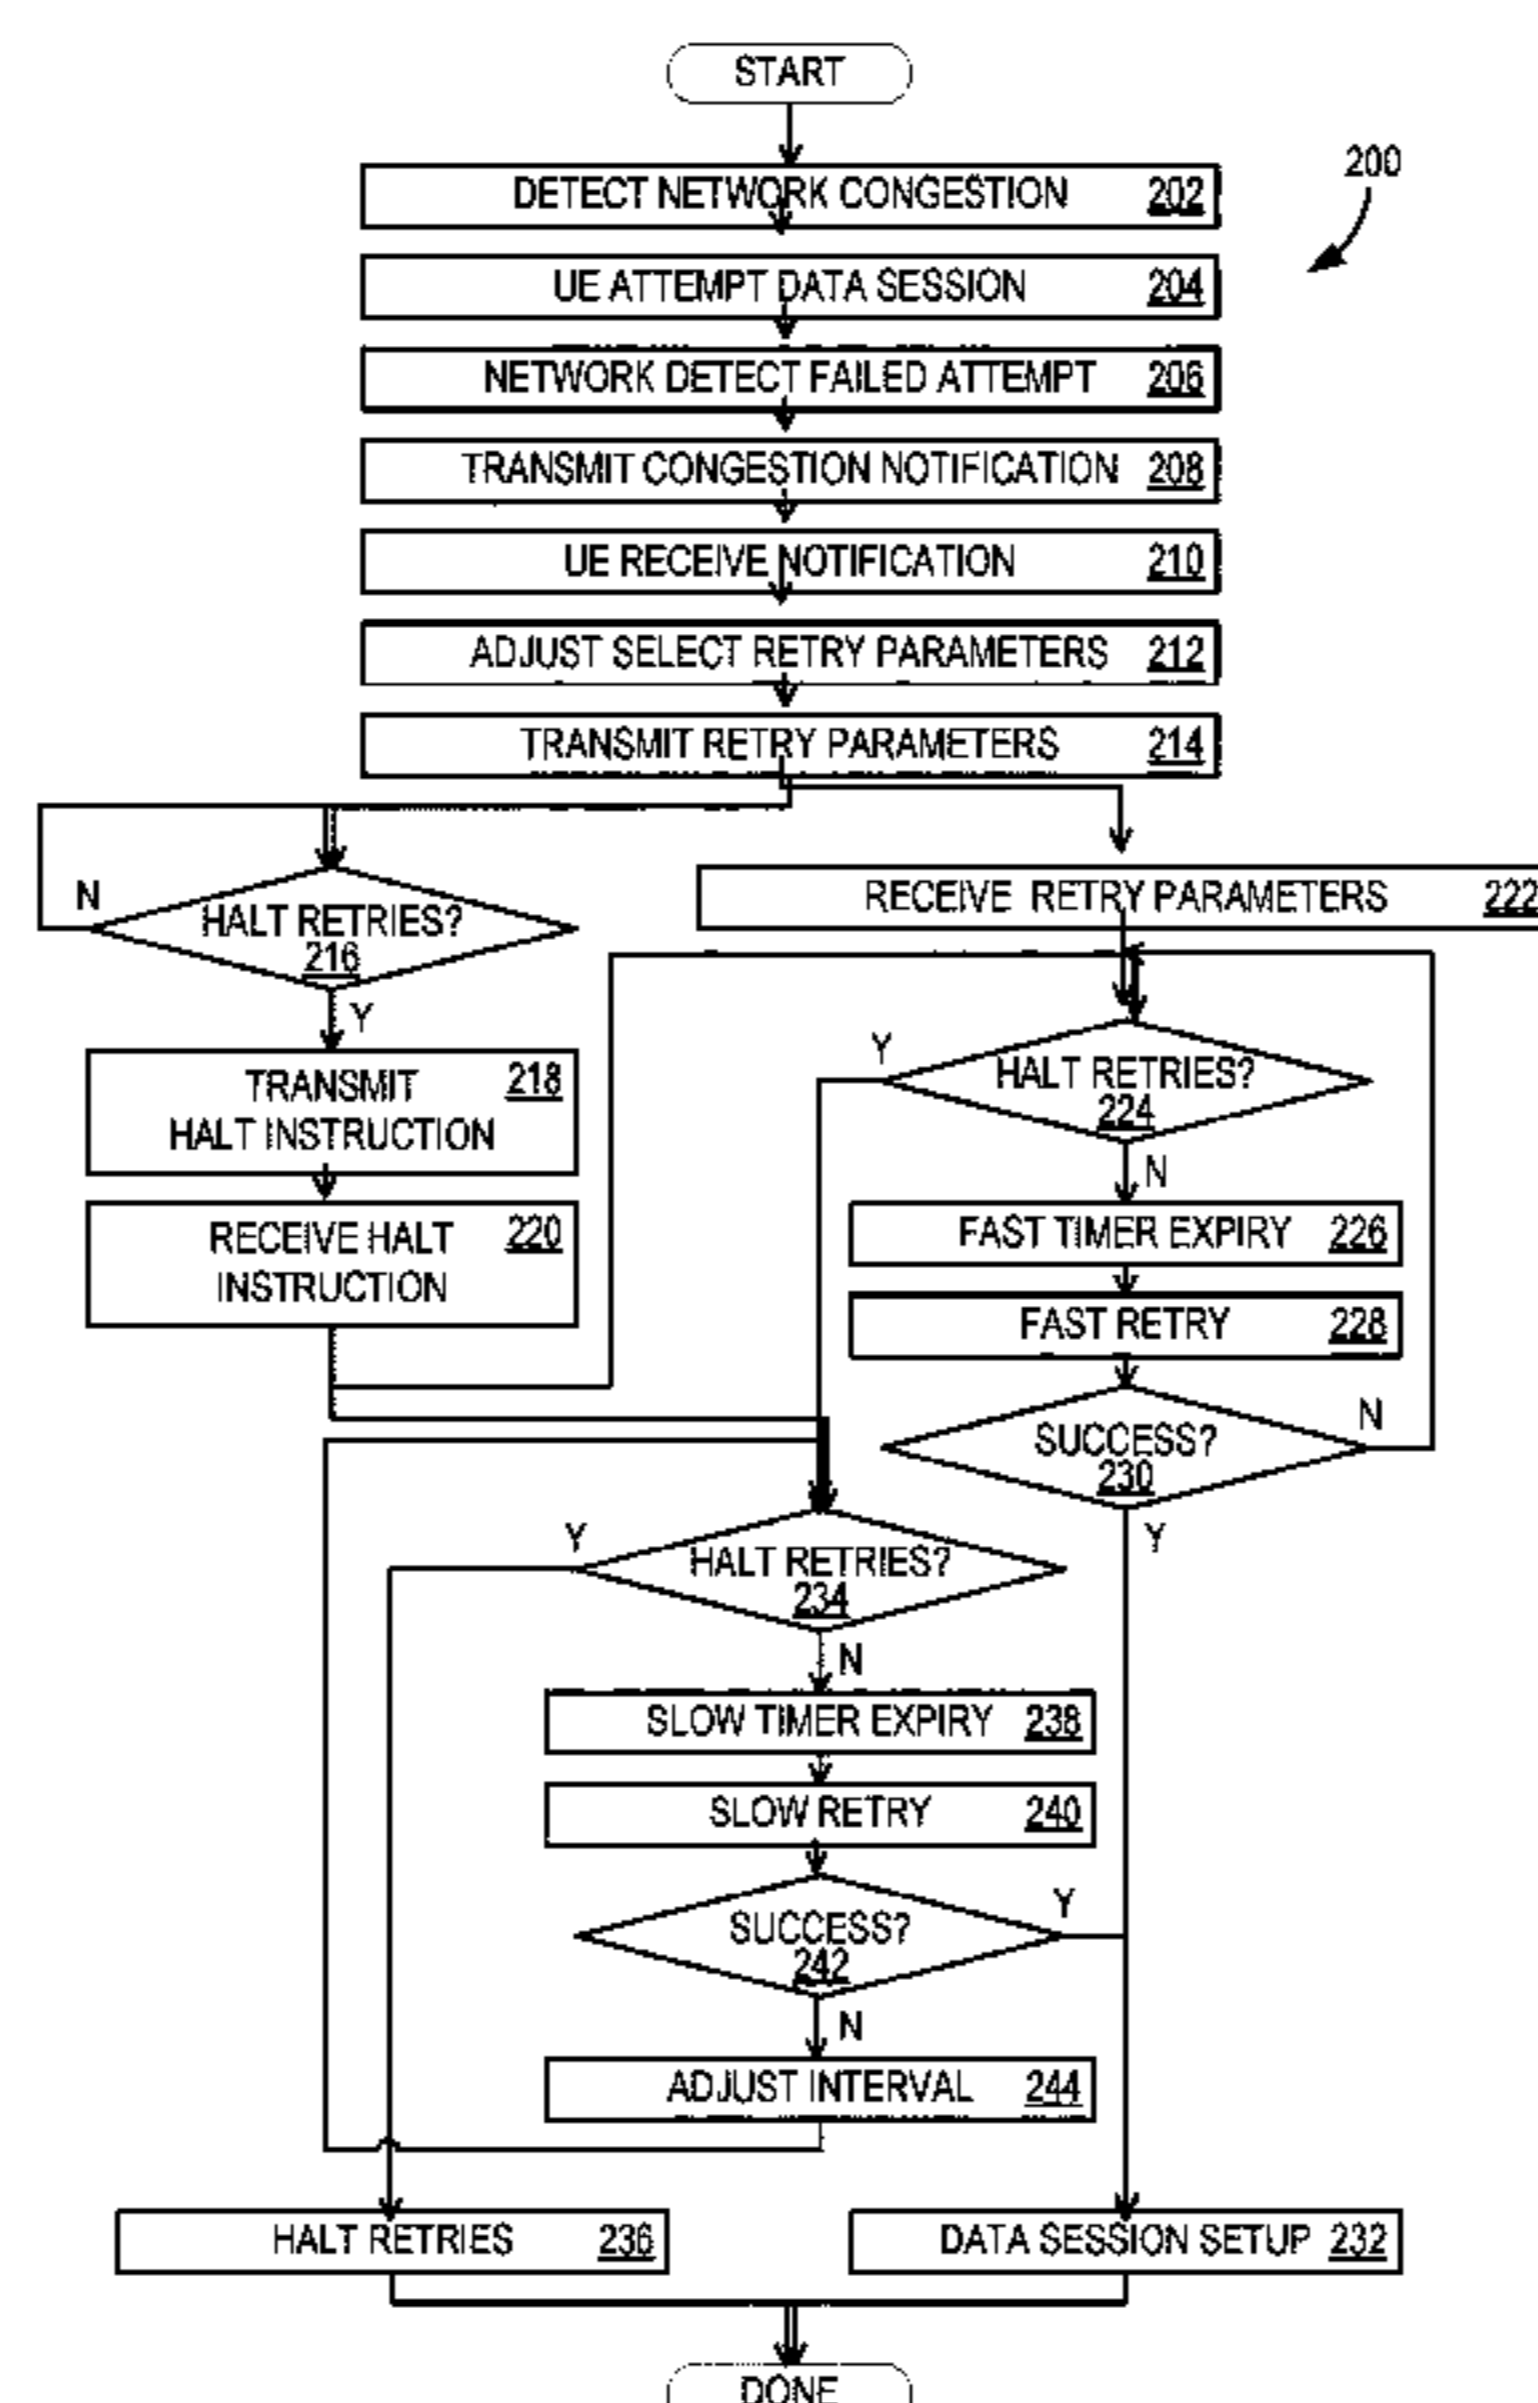 START
200
DETECT NETWORK CONGESTION 202
UE ATTEMPT DATA SESSION 204
NETWORK DETECT FAILED ATTEMPT 206
TRANSMIT CONGESTION NOTIFICATION 208
UE RECEIVE NOTIFICATION 210
ADJUST SELECT RETRY PARAMETERS 212
TRANSMIT RETRY PARAMETERS 214
N
HALT RETRIES?
216
Y
RECEIVE RETRY PARAMETERS 222
TRANSMIT 218
HALT INSTRUCTION
RECEIVE HALT 220
INSTRUCTION
Y
HALT RETRIES?
224
N
FAST TIMER EXPIRY 226
FAST RETRY 228
SUCCESS?
230
N
Y
Y
HALT RETRIES?
234
N
SLOW TIMER EXPIRY 238
SLOW RETRY 240
SUCCESS?
242
Y
N
ADJUST INTERVAL 244
HALT RETRIES 236
DATA SESSION SETUP 232
DONE